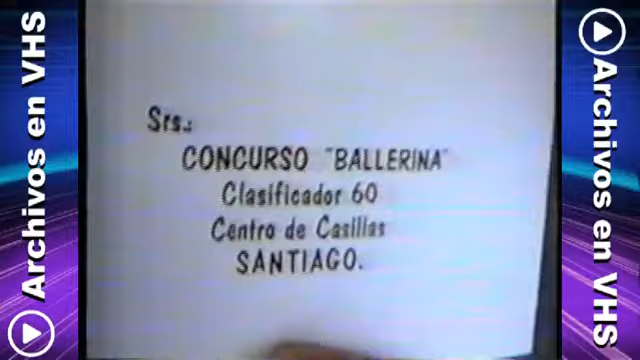 Archivos en VHS
Srs.:
CONCURSO "BALLERINA"
Clasificador 60
Centro de Casillas
SANTIAGO.
Archivos en VHS